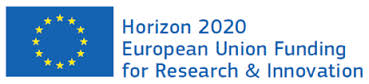 Horizon 2020
European Union Funding
for Research & Innovation